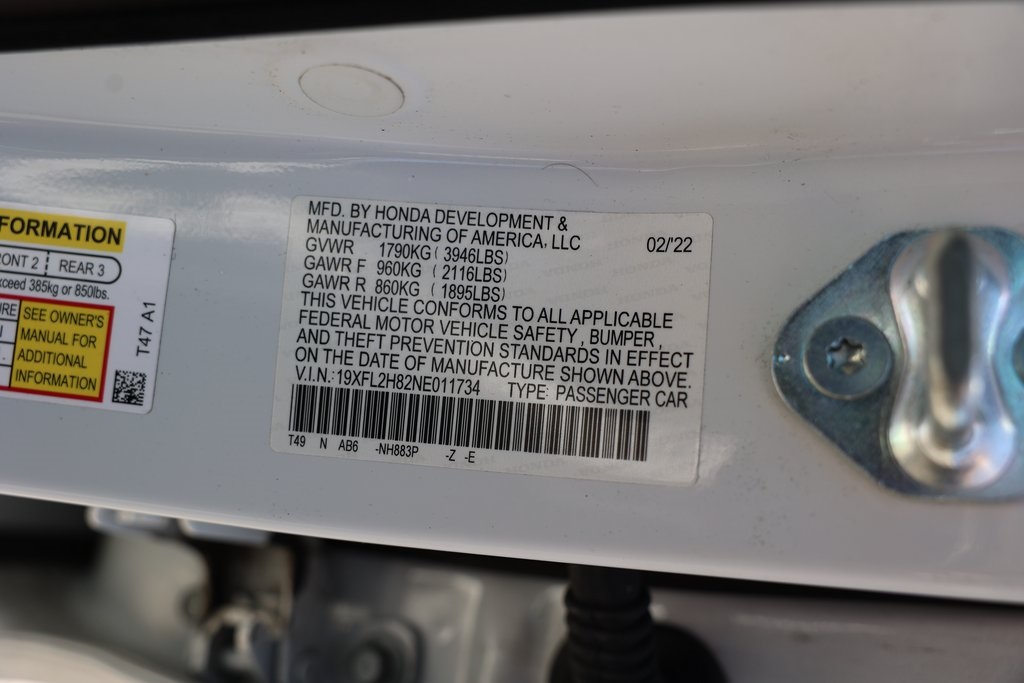 FORMATION
ONT 2 REAR 3
xceed 385kg or 850lbs.
RE
SEE OWNER'S
MANUAL FOR
ADDITIONAL
INFORMATION
T47 A1
MFD. BY HONDA DEVELOPMENT &
MANUFACTURING OF AMERICA, LLC 02/'22
GVWR 1790KG ( 3946LBS)
GAWR F 960KG ( 2116LBS)
GAWR R 860KG ( 1895LBS)
THIS VEHICLE CONFORMS TO ALL APPLICABLE
FEDERAL MOTOR VEHICLE SAFETY, BUMPER,
AND THEFT PREVENTION STANDARDS IN EFFECT
ON THE DATE OF MANUFACTURE SHOWN ABOVE.
V.I.N.: 19XFL2H82NE011734 TYPE: PASSENGER CAR
T49 N AB6 -NH883P -Z -E